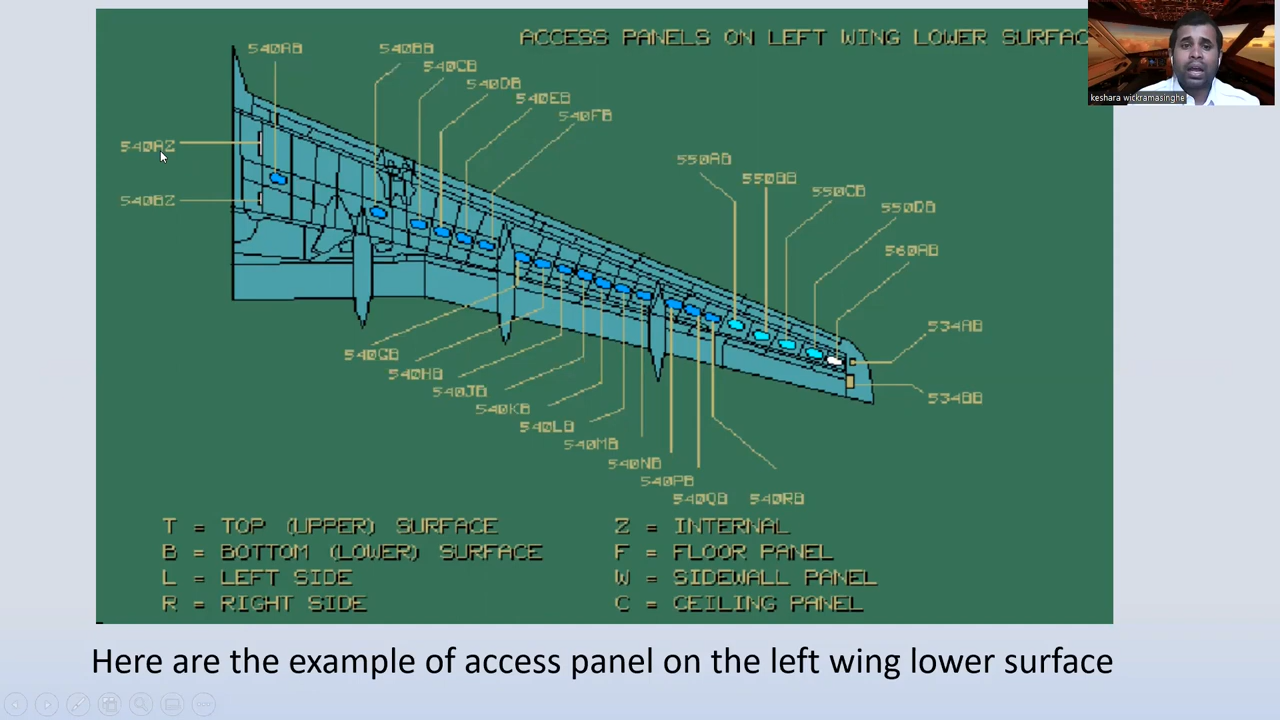 ACCESS PANELS ON LEFT WING LOWER SURFAC
keshara wickramasinghe
540AB
540BB
540CB
540DB
540EB
540FB
540AZ
540BZ
550AB
550BB
550CB
550DB
560AB
534AB
534BB
540GB
540HB
540JB
540KB
540LB
540MB
540NB
540PB
540QB
540RB
T = TOP (UPPER) SURFACE
B = BOTTOM (LOWER) SURFACE
L = LEFT SIDE
R = RIGHT SIDE
Z = INTERNAL
F = FLOOR PANEL
W = SIDEWALL PANEL
C = CEILING PANEL
Here are the example of access panel on the left wing lower surface